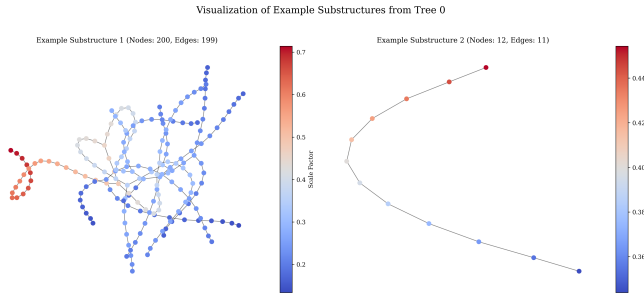 Visualization of Example Substructures from Tree 0
Example Substructure 1 (Nodes: 200, Edges: 199)
Example Substructure 2 (Nodes: 12, Edges: 11)
0.7
0.6
0.5
0.4
0.3
0.2
Scale Factor
0.42
0.40
0.38
0.36